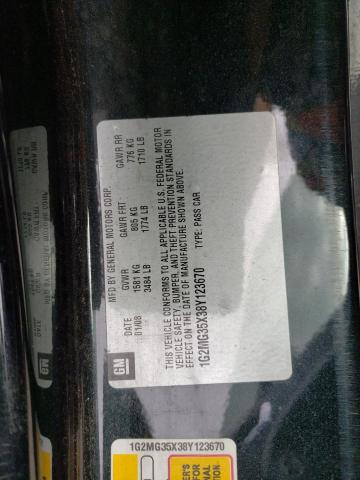 MFD BY GENERAL MOTORS CORP.
DATE GVWR GAWR FRT GAWR RR
01/08 1581 KG 805 KG 776 KG
3484 LB 1774 LB 1710 LB
GM
THIS VEHICLE CONFORMS TO ALL APPLICABLE U.S. FEDERAL MOTOR
VEHICLE SAFETY, BUMPER, AND THEFT PREVENTION STANDARDS IN
EFFECT ON THE DATE OF MANUFACTURE SHOWN ABOVE.
1G2MG35X38Y123670 TYPE: PASS CAR
1G2MG35X38Y123670